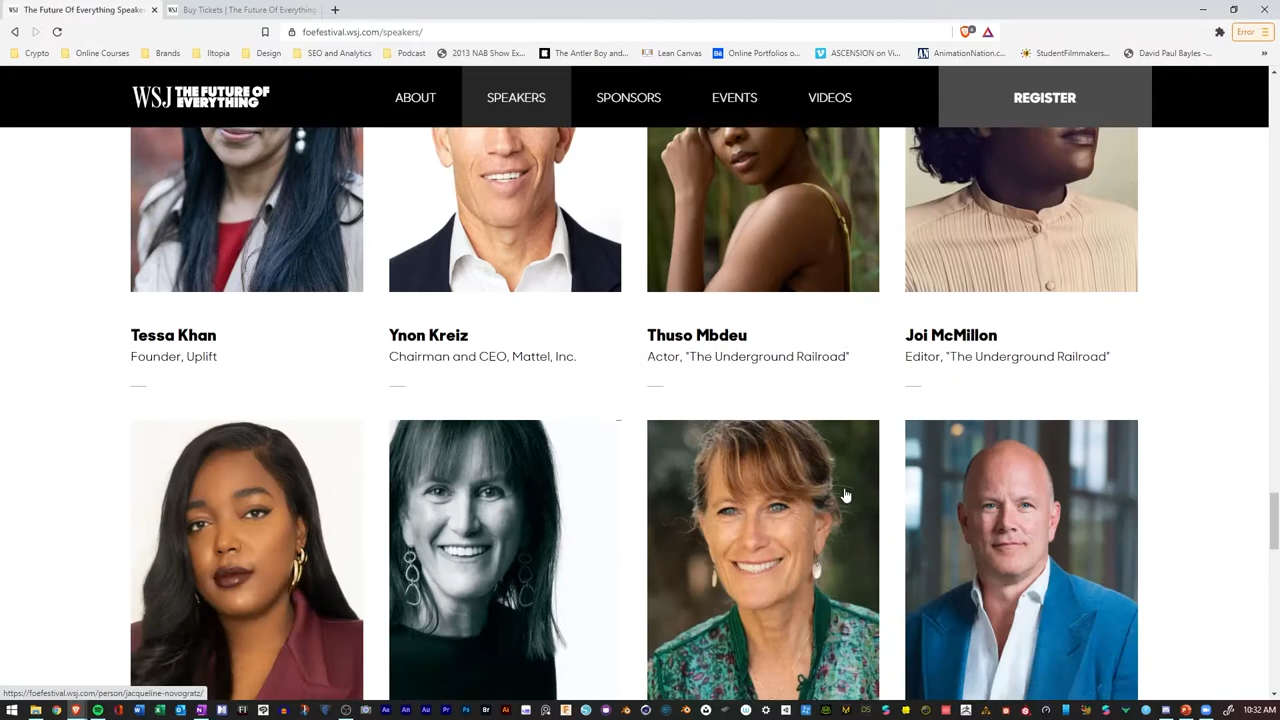 The Future Of Everything Speake
Buy Tickets | The Future Of Everything
foefestival.wsj.com/speakers/
Error
Crypto
Online Courses
Brands
Iltopia
Design
SEO and Analytics
Podcast
2013 NAB Show Ex...
The Antler Boy and...
Lean Canvas
Online Portfolios o...
ASCENSION on Vi...
AnimationNation.c...
StudentFilmmakers...
David Paul Bayles -...
WSJ THE FUTURE OF
EVERYTHING
ABOUT
SPEAKERS
SPONSORS
EVENTS
VIDEOS
REGISTER
Tessa Khan
Founder, Uplift
Ynon Kreiz
Chairman and CEO, Mattel, Inc.
Thuso Mbdeu
Actor, "The Underground Railroad"
Joi McMillon
Editor, "The Underground Railroad"
https://foefestival.wsj.com/person/jacqueline-novogratz/
10:32 AM